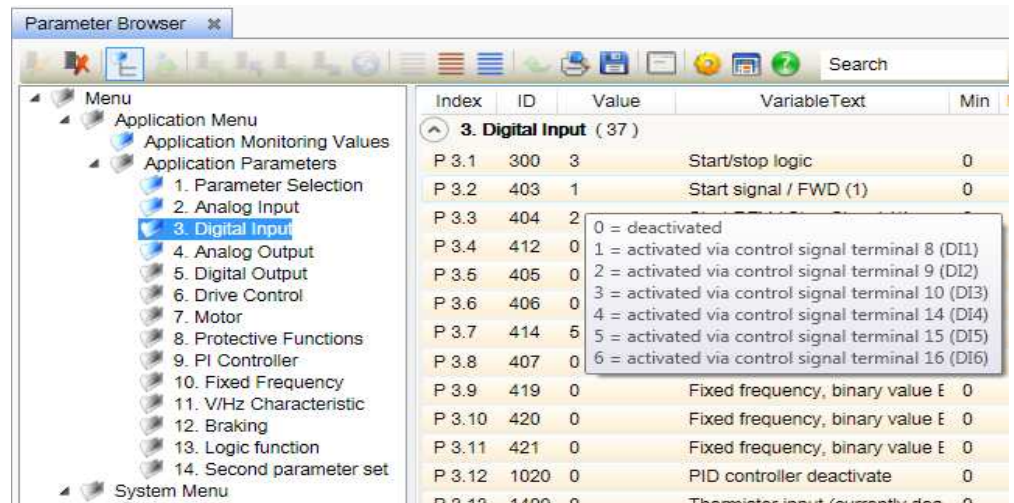 Parameter Browser
Search
Menu
Application Menu
Application Monitoring Values
Application Parameters
1. Parameter Selection
2. Analog Input
3. Digital Input
4. Analog Output
5. Digital Output
6. Drive Control
7. Motor
8. Protective Functions
9. PI Controller
10. Fixed Frequency
11. V/Hz Characteristic
12. Braking
13. Logic function
14. Second parameter set
System Menu
Index ID Value VariableText Min
3. Digital Input (37)
P 3.1 300 3 Start/stop logic 0
P 3.2 403 1 Start signal / FWD (1) 0
P 3.3 404 2
P 3.4 412 0
P 3.5 405 0
P 3.6 406 0
P 3.7 414 5
P 3.8 407 0
0 = deactivated
1 = activated via control signal terminal 8 (DI1)
2 = activated via control signal terminal 9 (DI2)
3 = activated via control signal terminal 10 (DI3)
4 = activated via control signal terminal 14 (DI4)
5 = activated via control signal terminal 15 (DI5)
6 = activated via control signal terminal 16 (DI6)
P 3.9 419 0 Fixed frequency, binary value 0
P 3.10 420 0 Fixed frequency, binary value 0
P 3.11 421 0 Fixed frequency, binary value 0
P 3.12 1020 0 PID controller deactivate 0